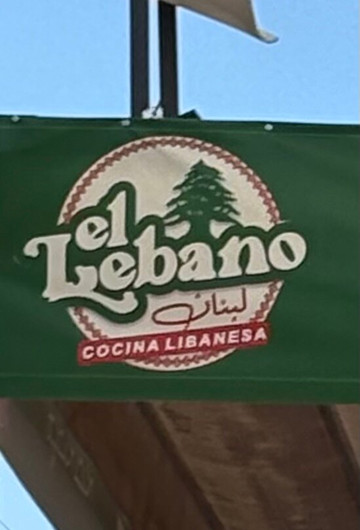 el
Lebano
لبنان
COCINA LIBANESA